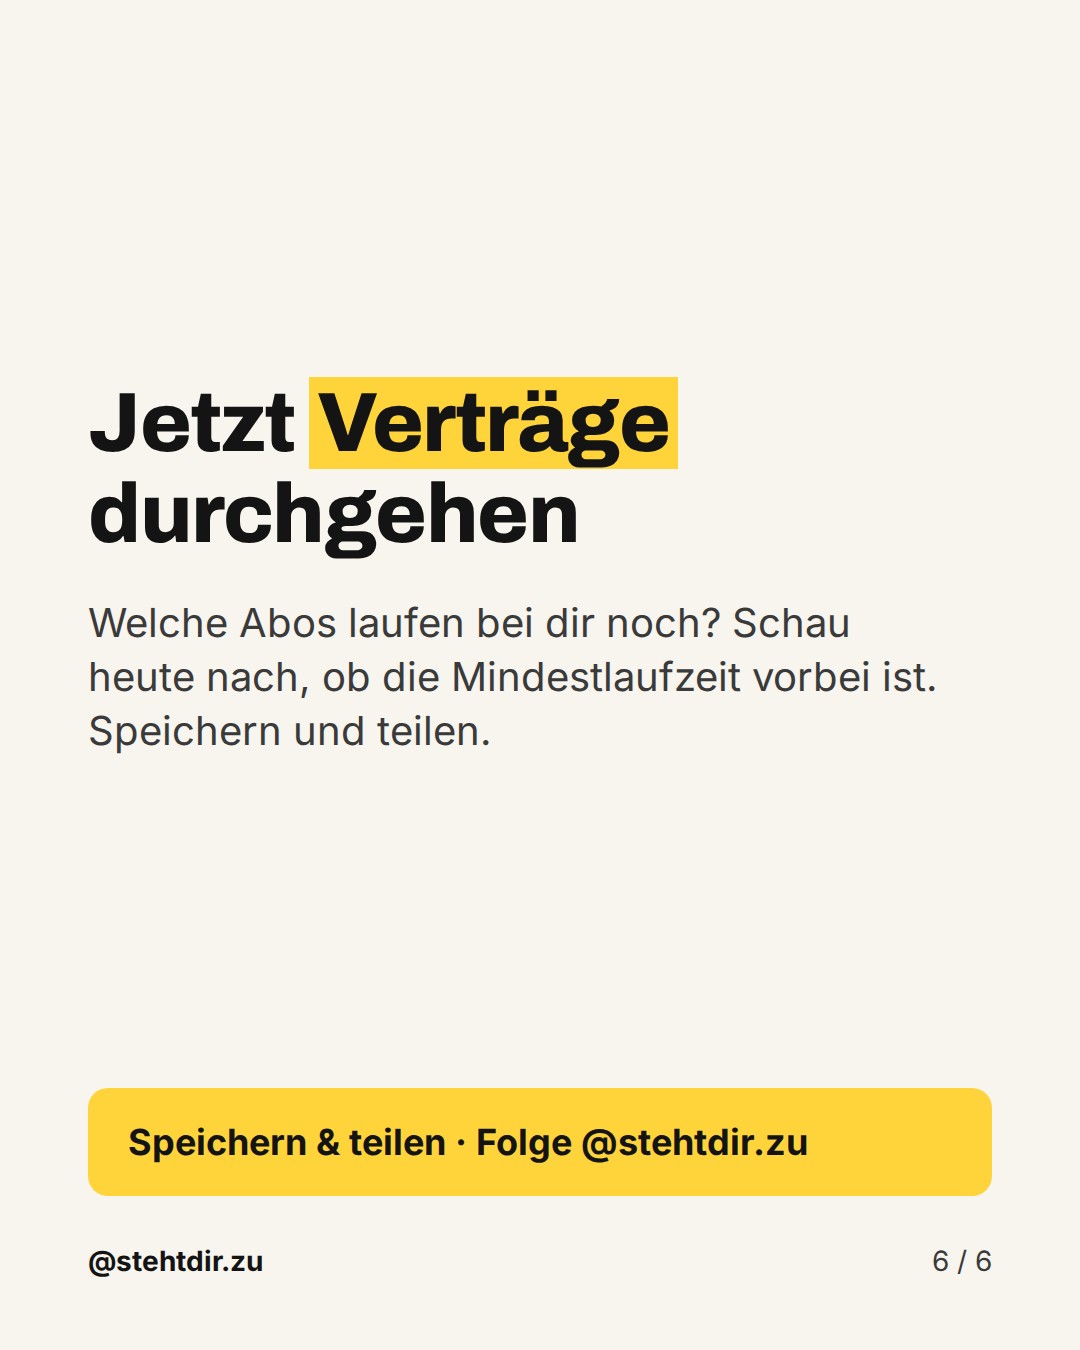 Jetzt Verträge
durchgehen
Welche Abos laufen bei dir noch? Schau
heute nach, ob die Mindestlaufzeit vorbei ist.
Speichern und teilen.
Speichern & teilen · Folge @stehtdir.zu
@stehtdir.zu
6 / 6